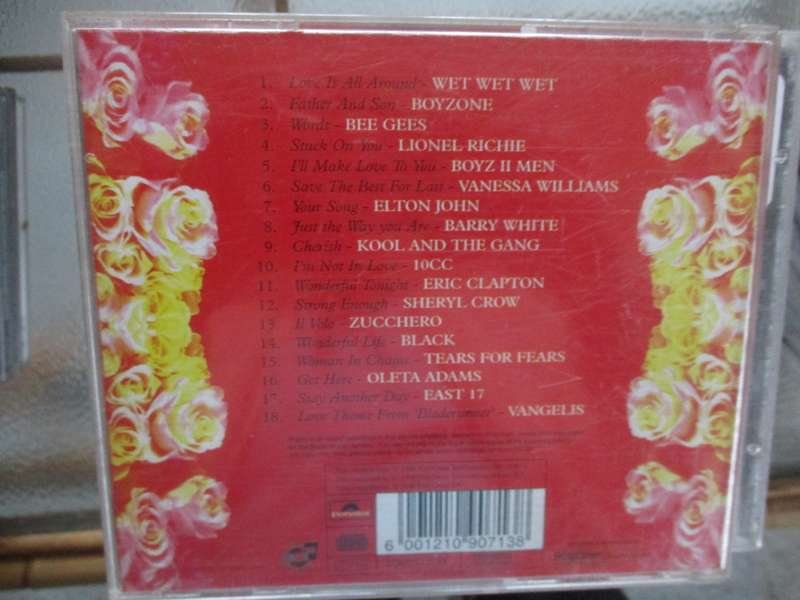 1. Love Is All Around - WET WET WET
2. Father And Son - BOYZONE
3. Words - BEE GEES
4. Stuck On You - LIONEL RICHIE
5. I'll Make Love To You - BOYZ II MEN
6. Save The Best For Last - VANESSA WILLIAMS
7. Your Song - ELTON JOHN
8. Just the Way you Are - BARRY WHITE
9. Cherish - KOOL AND THE GANG
10. I'm Not In Love - 10CC
11. Wonderful Tonight - ERIC CLAPTON
12. Strong Enough - SHERYL CROW
13. Il Volo - ZUCCHERO
14. Wonderful Life - BLACK
15. Woman In Chains - TEARS FOR FEARS
16. Get Here - OLETA ADAMS
17. Stay Another Day - EAST 17
18. Love Theme From 'Bladerunner' - VANGELIS
6 001210 907138